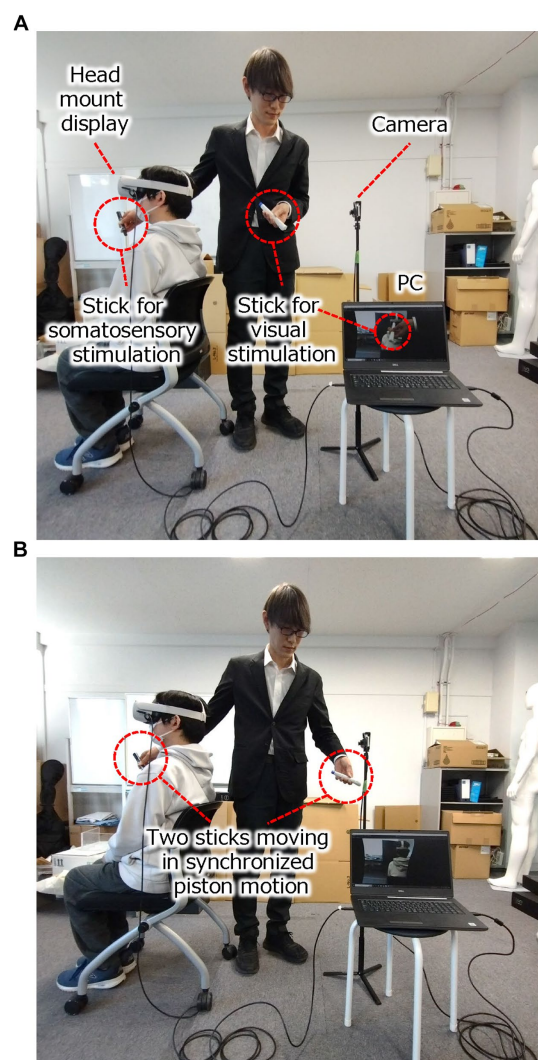 A
Head
mount
display
Camera
PC
Stick for
somatosensory
stimulation
Stick for
visual
stimulation
B
Two sticks moving
in synchronized
piston motion